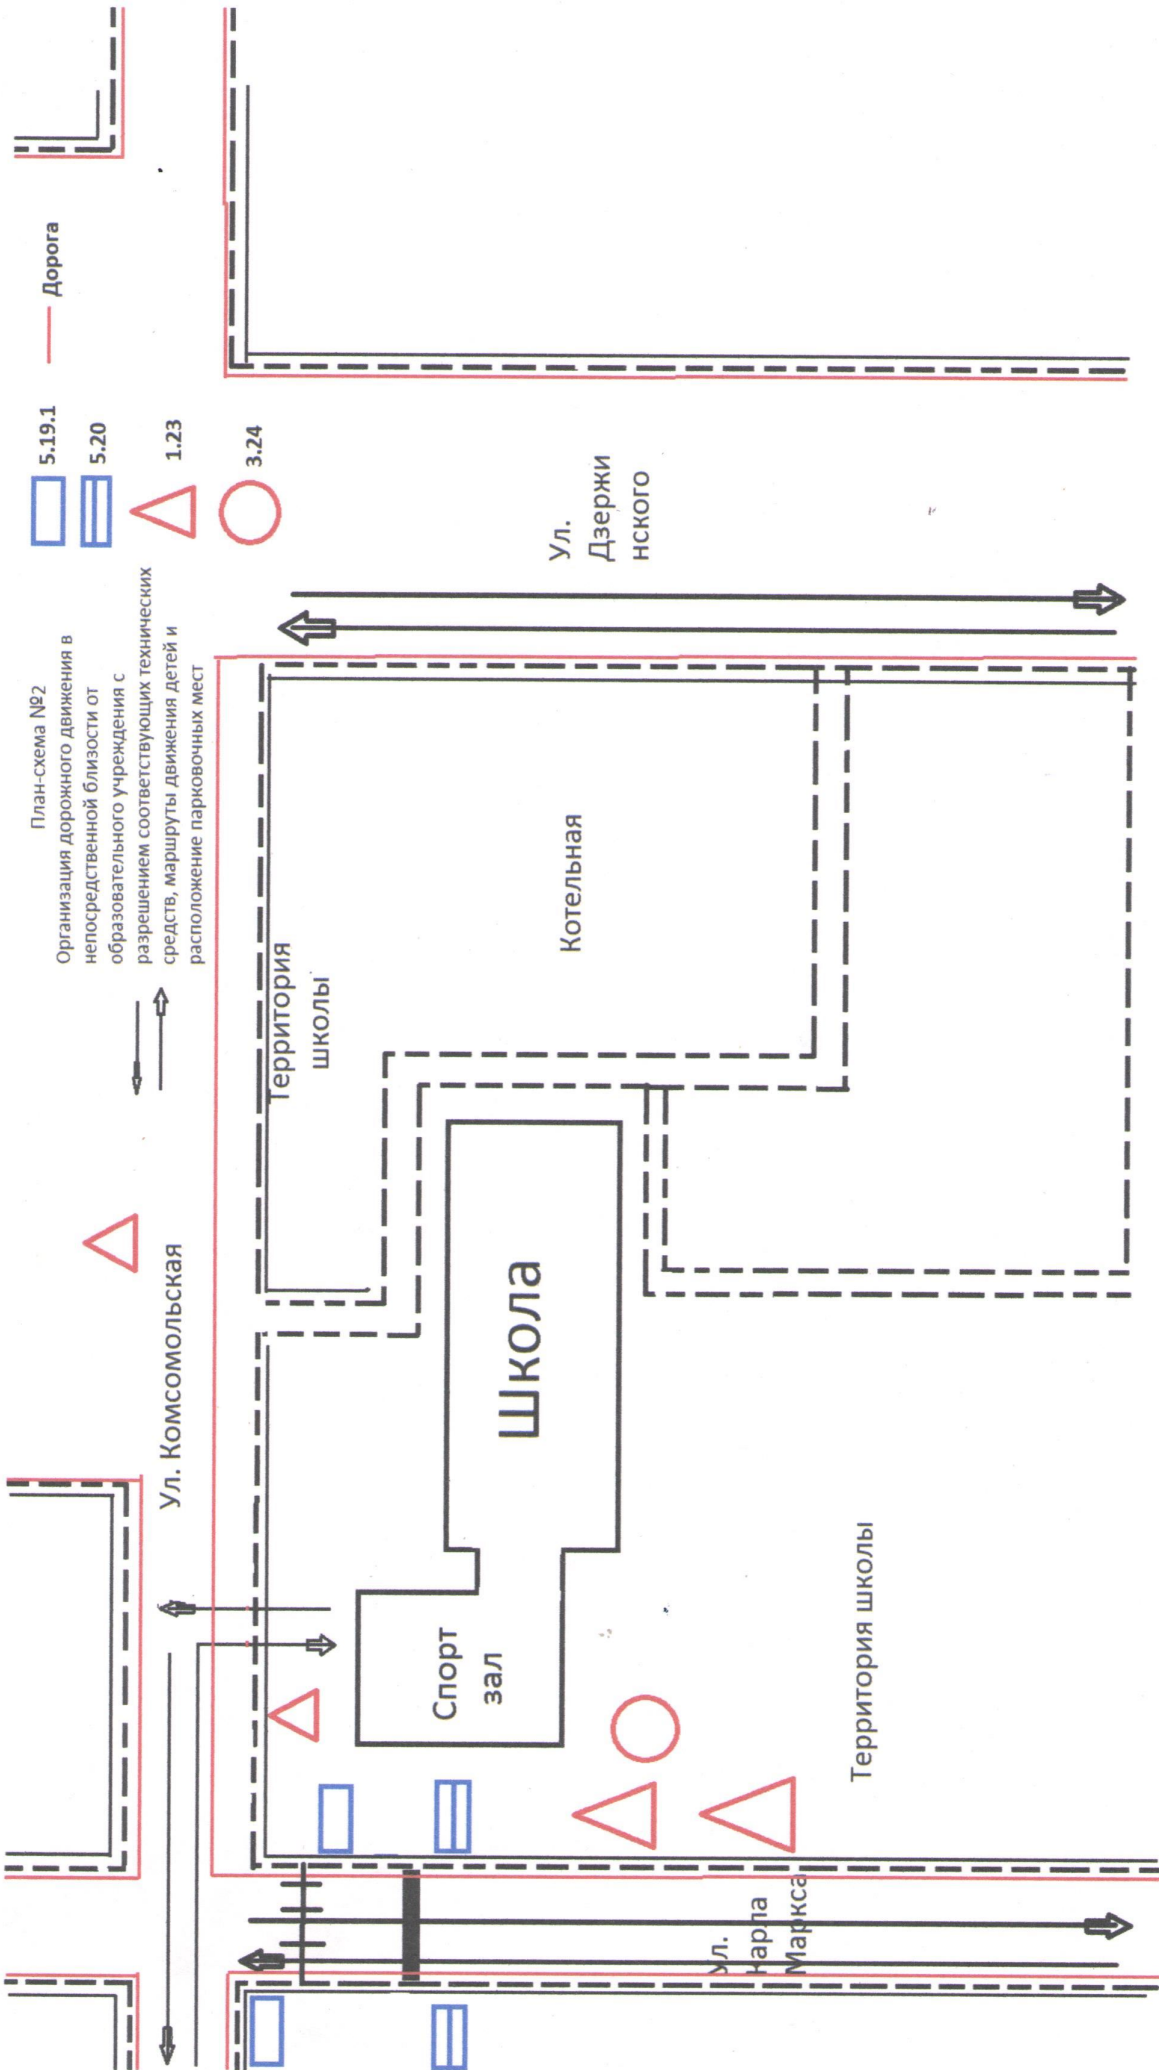 План-схема №2
Организация дорожного движения в
непосредственной близости от
образовательного учреждения с
разрешением соответствующих технических
средств, маршруты движения детей и
расположение парковочных мест
5.19.1
5.20
1.23
3.24
Дорога
Ул. Комсомольская
Территория
школы
Котельная
Ул.
Дзержи
нского
Школа
Спорт
зал
Территория школы
Ул.
Карла
Маркса